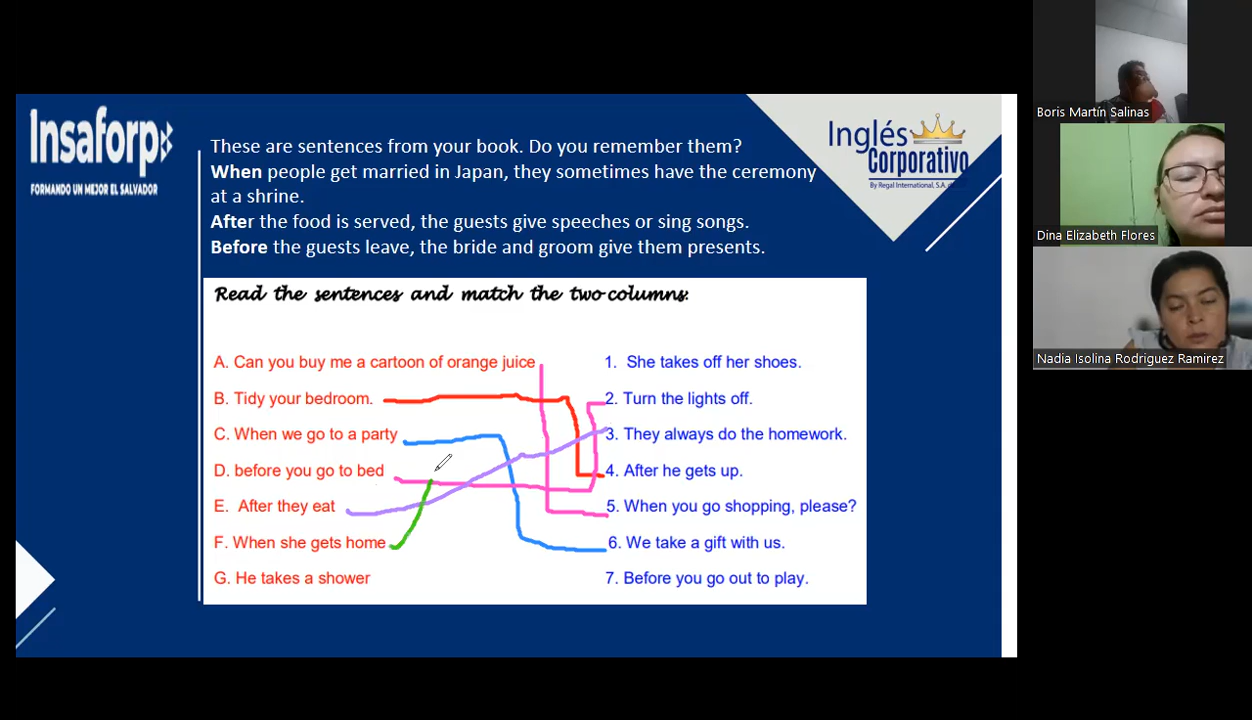 Insaforp
FORMANDO UN MEJOR EL SALVADOR
These are sentences from your book. Do you remember them?
When people get married in Japan, they sometimes have the ceremony
at a shrine.
After the food is served, the guests give speeches or sing songs.
Before the guests leave, the bride and groom give them presents.
Inglés
Corporativo
By Regal International, S.A.
Read the sentences and match the two columns.
A. Can you buy me a cartoon of orange juice
B. Tidy your bedroom.
C. When we go to a party
D. before you go to bed
E. After they eat
F. When she gets home
G. He takes a shower
1. She takes off her shoes.
2. Turn the lights off.
3. They always do the homework.
4. After he gets up.
5. When you go shopping, please?
6. We take a gift with us.
7. Before you go out to play.
Boris Martín Salinas
Dina Elizabeth Flores
Nadia Isolina Rodriguez Ramirez